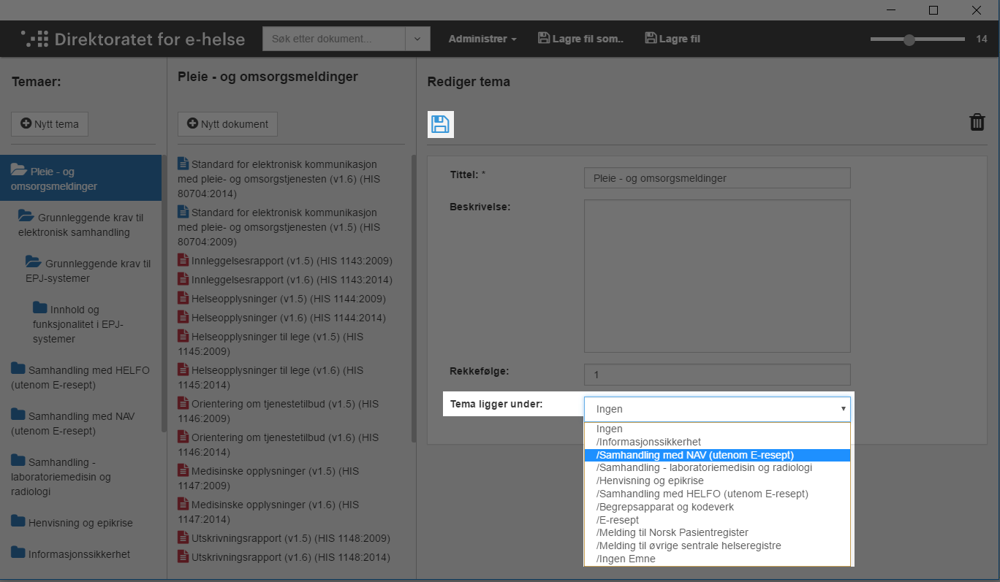 Direktoratet for e-helse
Søk etter dokument...
Administrer
Lagre fil som..
Lagre fil
14
Temaer:
Nytt tema
Pleie - og
omsorgsmeldinger
Grunnleggende krav til
elektronisk samhandling
Grunnleggende krav til
EPJ-systemer
Innhold og
funksjonalitet i EPJ-
systemer
Samhandling med HELFO
(utenom E-resept)
Samhandling med NAV
(utenom E-resept)
Samhandling -
laboratoriemedisin og
radiologi
Henvisning og epikrise
Informasjonssikkerhet
Pleie - og omsorgsmeldinger
Nytt dokument
Standard for elektronisk kommunikasjon
med pleie- og omsorgstjenesten (v1.6) (HIS
80704:2014)
Standard for elektronisk kommunikasjon
med pleie- og omsorgstjenesten (v1.5) (HIS
80704:2009)
Innleggelsesrapport (v1.5) (HIS 1143:2009)
Innleggelsesrapport (v1.6) (HIS 1143:2014)
Helseopplysninger (v1.5) (HIS 1144:2009)
Helseopplysninger (v1.6) (HIS 1144:2014)
Helseopplysninger til lege (v1.5) (HIS
1145:2009)
Helseopplysninger til lege (v1.6) (HIS
1145:2014)
Orientering om tjenestetilbud (v1.5) (HIS
1146:2009)
Orientering om tjenestetilbud (v1.6) (HIS
1146:2014)
Medisinske opplysninger (v1.5) (HIS
1147:2009)
Medisinske opplysninger (v1.6) (HIS
1147:2014)
Utskrivningsrapport (v1.5) (HIS 1148:2009)
Utskrivningsrapport (v1.6) (HIS 1148:2014)
Rediger tema
Tittel: *
Pleie - og omsorgsmeldinger
Beskrivelse:
Rekkefølge:
1
Tema ligger under:
Ingen
Ingen
/Informasjonssikkerhet
/Samhandling med NAV (utenom E-resept)
/Samhandling - laboratoriemedisin og radiologi
/Henvisning og epikrise
/Samhandling med HELFO (utenom E-resept)
/Begrepsapparat og kodeverk
/E-resept
/Melding til Norsk Pasientregister
/Melding til øvrige sentrale helseregistre
/Ingen Emne